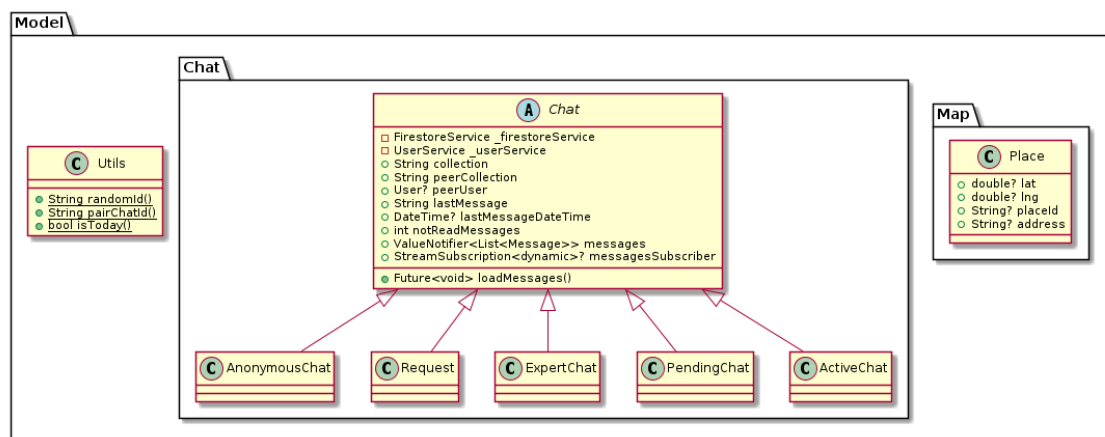 Model
Chat
A Chat
FirestoreService _firestoreService
UserService _userService
String collection
String peerCollection
User? peerUser
String lastMessage
DateTime? lastMessageDateTime
int notReadMessages
ValueNotifier<List<Message>> messages
StreamSubscription<dynamic>? messagesSubscriber
Future<void> loadMessages()
C Utils
String randomId()
String pairChatId()
bool isToday()
Map
C Place
double? lat
double? lng
String? placeId
String? address
C AnonymousChat
C Request
C ExpertChat
C PendingChat
C ActiveChat